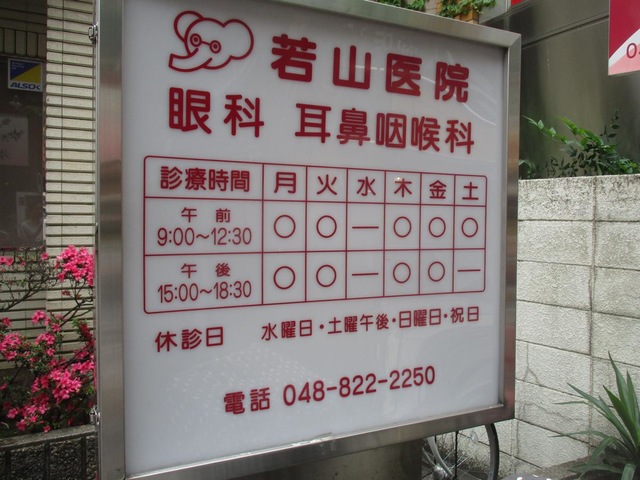 若山医院
眼科 耳鼻咽喉科
診療時間 月 火 水 木 金 土
午前 9:00～12:30 ○ ○ — ○ ○ ○
午後 15:00～18:30 ○ ○ — ○ ○ —
休診日 水曜日・土曜午後・日曜日・祝日
電話 048-822-2250
ALSOK